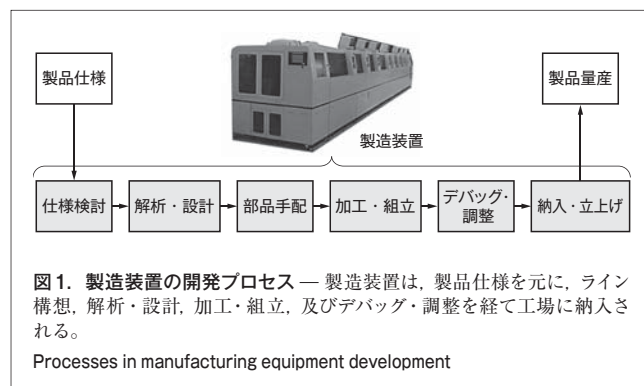 製品仕様
製品量産
製造装置
仕様検討
解析・設計
部品手配
加工・組立
デバッグ・
調整
納入・立上げ
図1．製造装置の開発プロセス — 製造装置は，製品仕様を元に，ライン
構想，解析・設計，加工・組立，及びデバッグ・調整を経て工場に納入さ
れる。
Processes in manufacturing equipment development